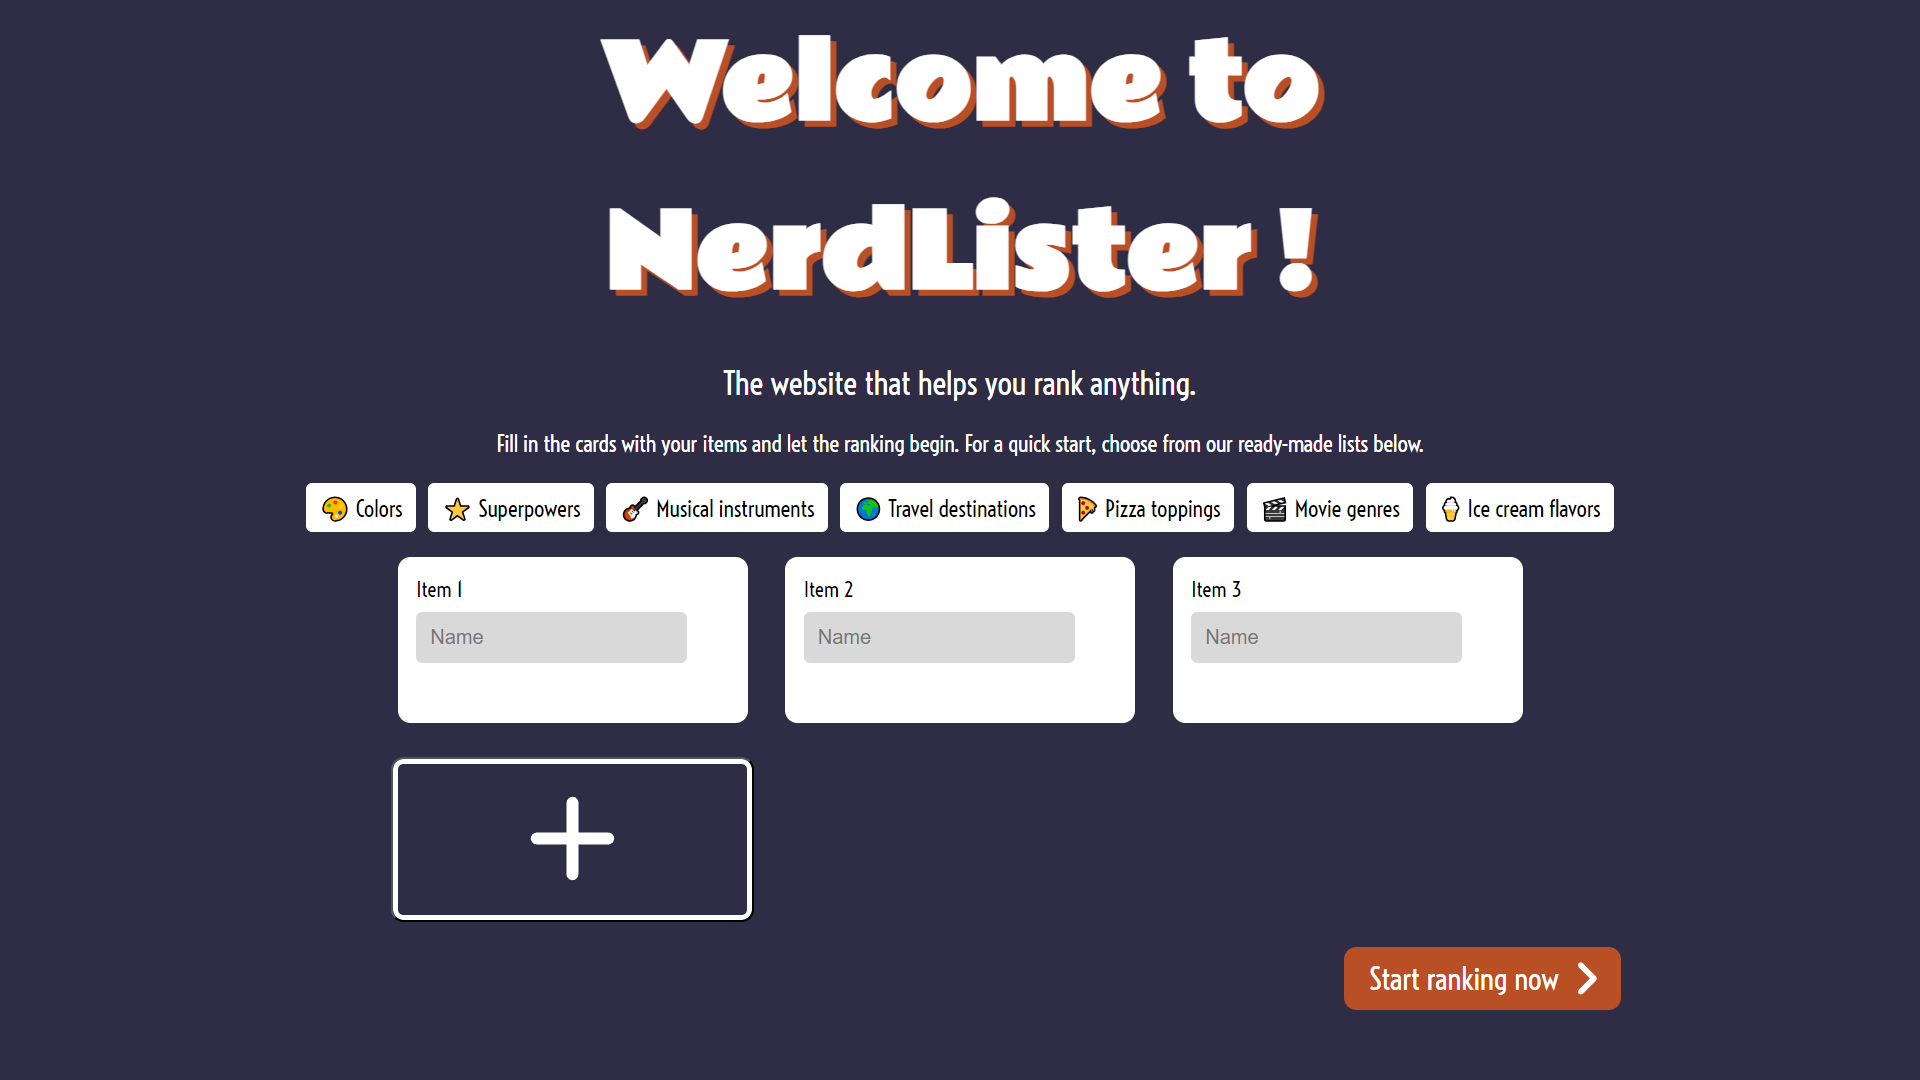 Welcome to
NerdLister !
The website that helps you rank anything.
Fill in the cards with your items and let the ranking begin. For a quick start, choose from our ready-made lists below.
Colors Superpowers Musical instruments Travel destinations Pizza toppings Movie genres Ice cream flavors
Item 1 Item 2 Item 3
Name Name Name
Start ranking now